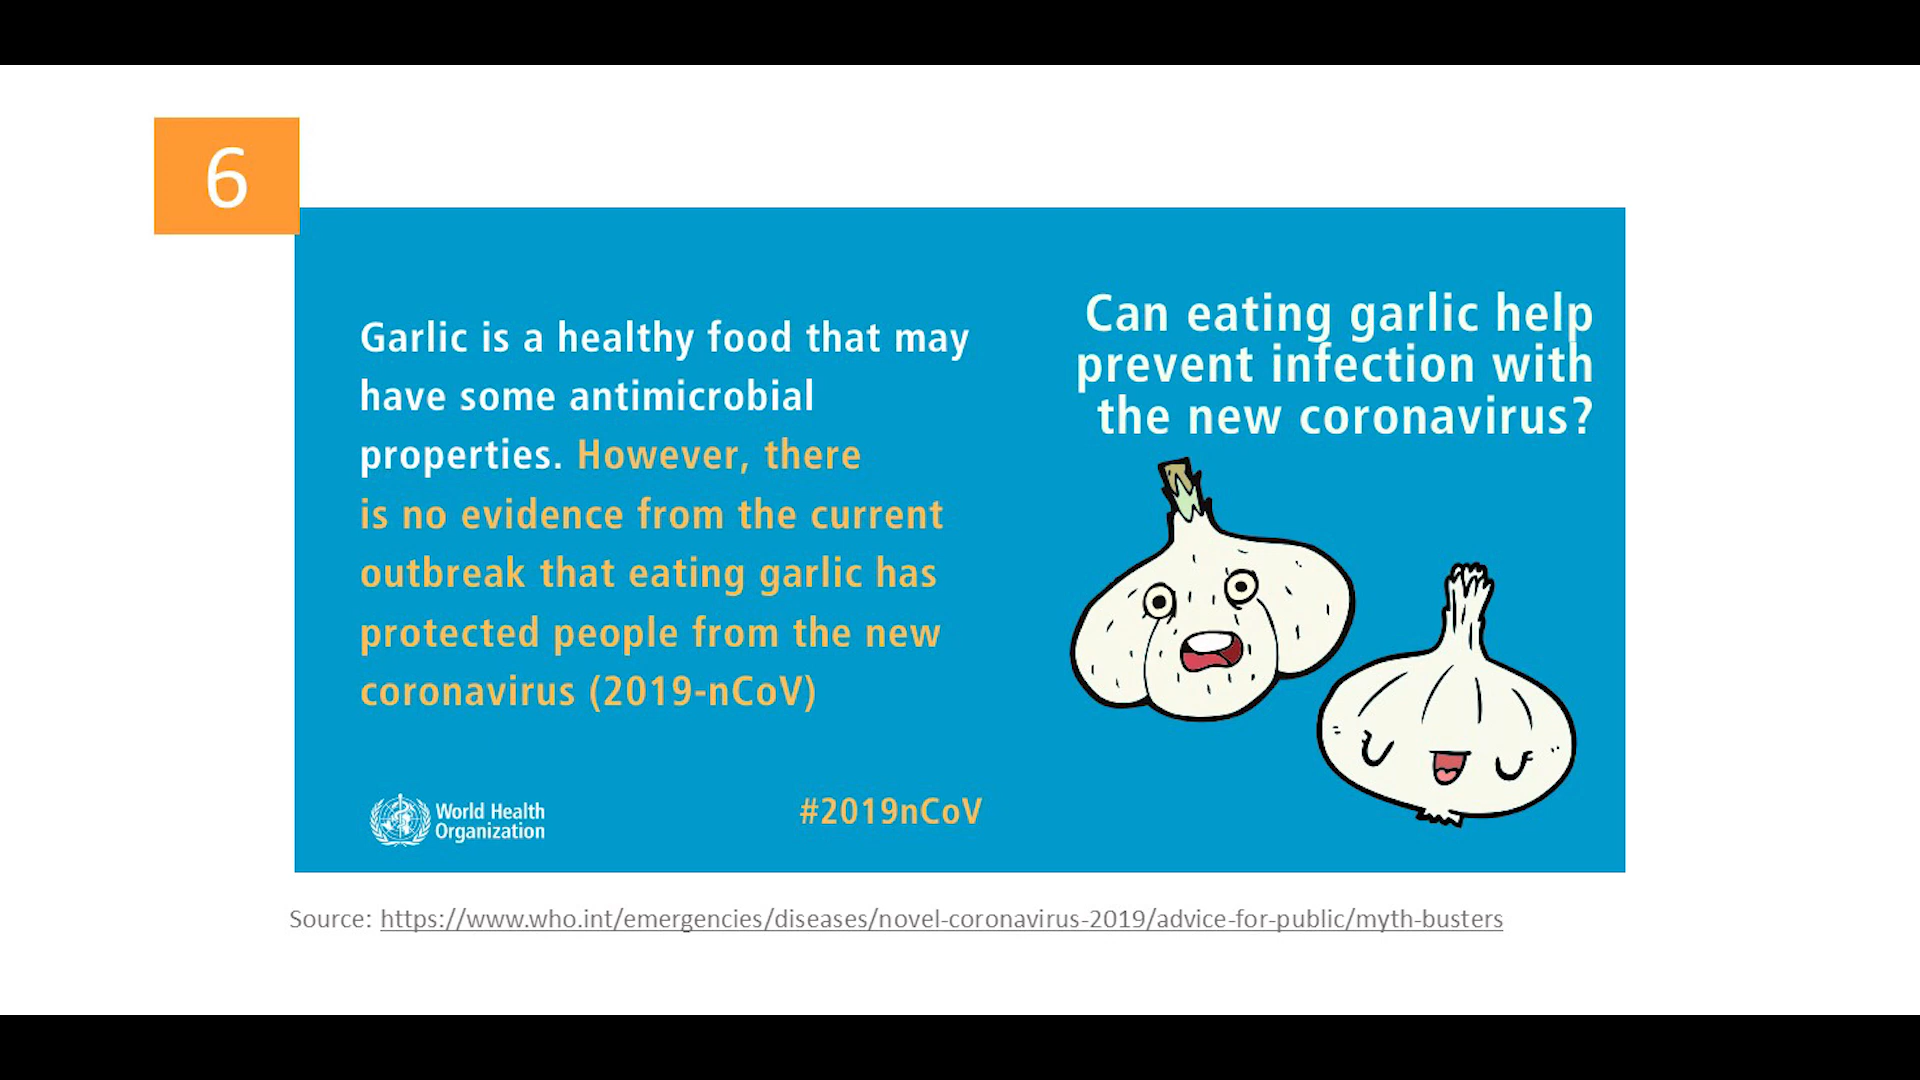 6
Garlic is a healthy food that may
have some antimicrobial
properties. However, there
is no evidence from the current
outbreak that eating garlic has
protected people from the new
coronavirus (2019-nCoV)
Can eating garlic help
prevent infection with
the new coronavirus?
World Health
Organization
#2019nCoV
Source: https://www.who.int/emergencies/diseases/novel-coronavirus-2019/advice-for-public/myth-busters